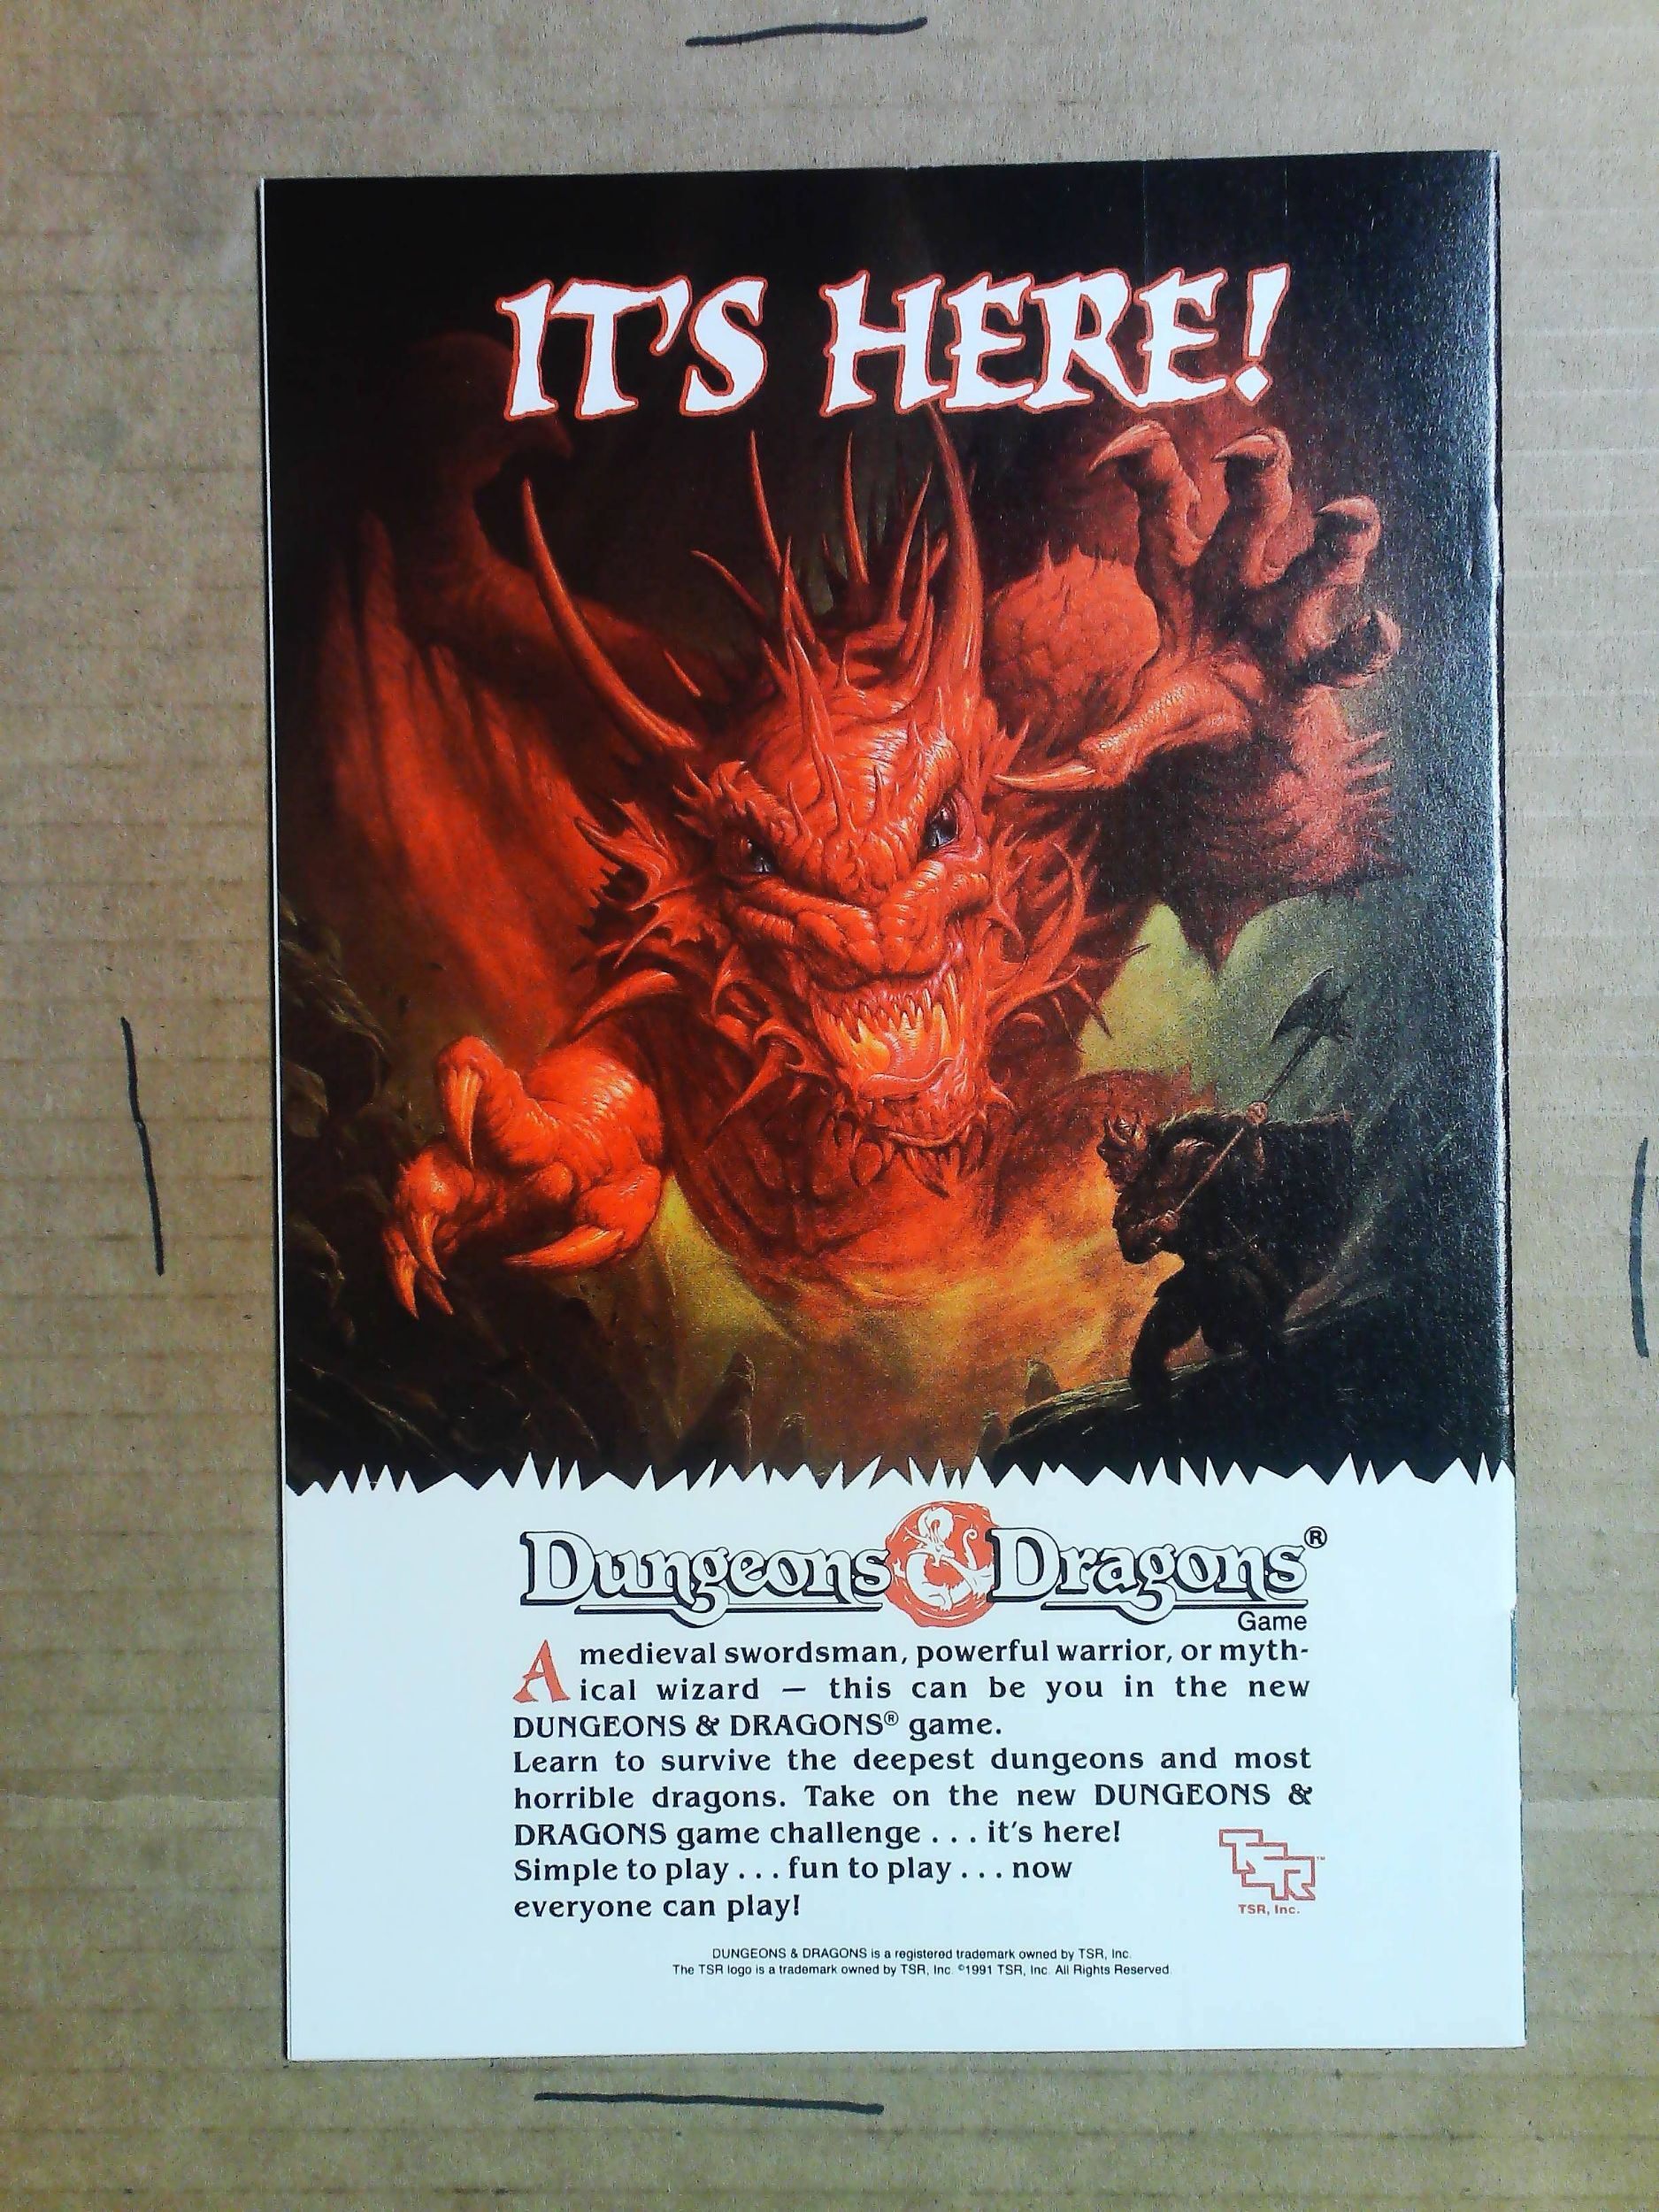 IT'S HERE!
Dungeons & Dragons®
Game
A medieval swordsman, powerful warrior, or myth-
ical wizard — this can be you in the new
DUNGEONS & DRAGONS® game.
Learn to survive the deepest dungeons and most
horrible dragons. Take on the new DUNGEONS &
DRAGONS game challenge . . . it's here!
Simple to play . . . fun to play . . . now
everyone can play!
TSR™
TSR, Inc.
DUNGEONS & DRAGONS is a registered trademark owned by TSR, Inc.
The TSR logo is a trademark owned by TSR, Inc. ©1991 TSR, Inc. All Rights Reserved.